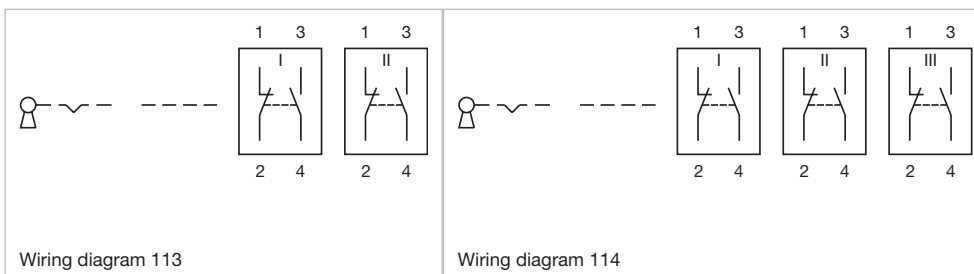 1 3 1 3
I II
2 4 2 4
Wiring diagram 113
1 3 1 3 1 3
I II III
2 4 2 4 2 4
Wiring diagram 114